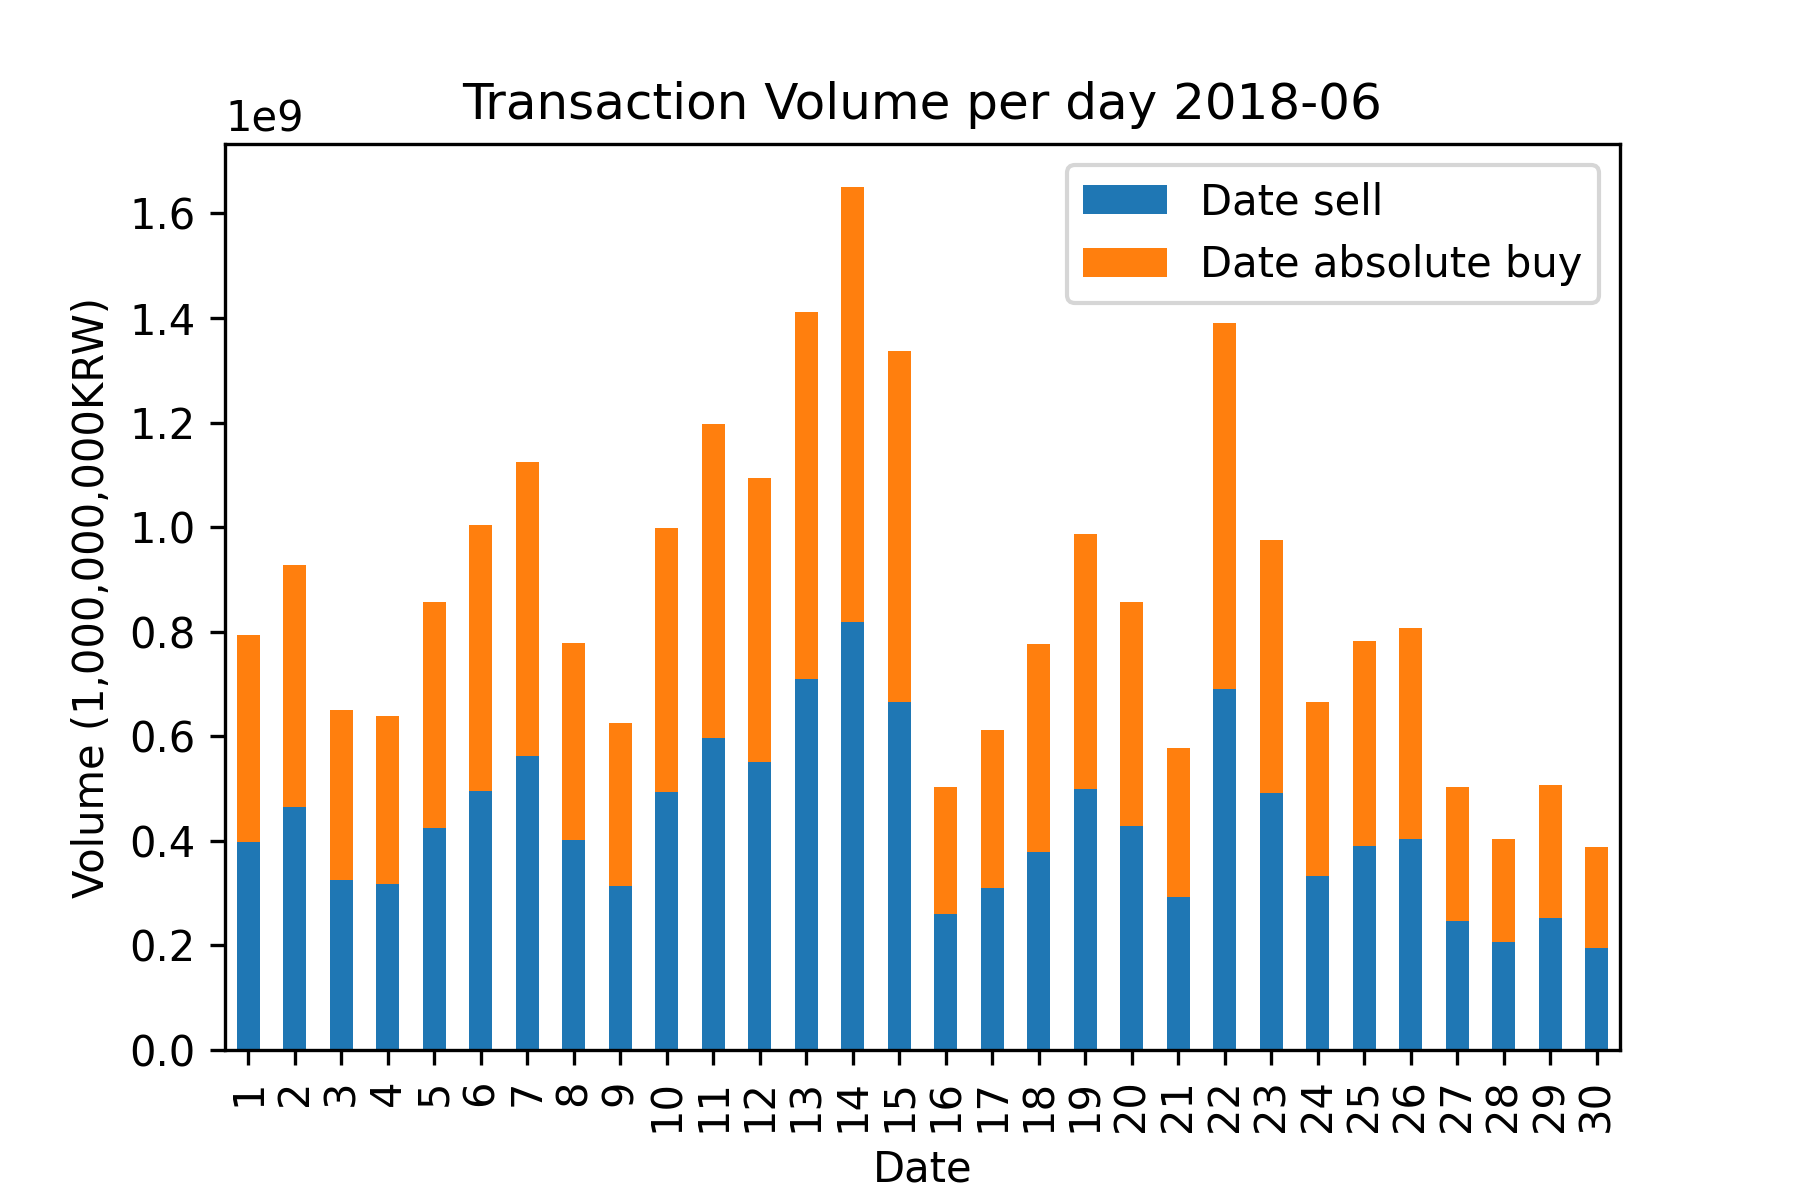 Transaction Volume per day 2018-06
1e9
Date sell
Date absolute buy
1.6
1.4
1.2
1.0
0.8
0.6
0.4
0.2
0.0
Volume (1,000,000,000KRW)
1 2 3 4 5 6 7 8 9 10 11 12 13 14 15 16 17 18 19 20 21 22 23 24 25 26 27 28 29 30
Date